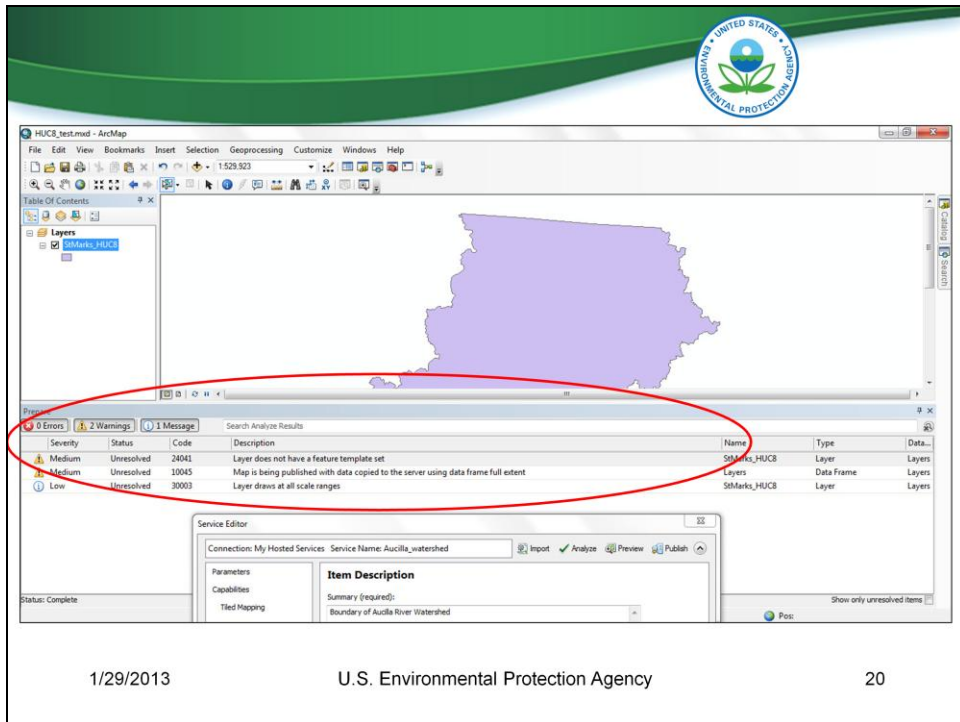 UNITED STATES
ENVIRONMENTAL PROTECTION AGENCY
HUC8_test.mxd - ArcMap
File Edit View Bookmarks Insert Selection Geoprocessing Customize Windows Help
1:529,923
Table Of Contents
Layers
StMarks_HUC8
Catalog
Search
Prepare
0 Errors 2 Warnings 1 Message Search Analyze Results
Severity Status Code Description Name Type Data...
Medium Unresolved 24041 Layer does not have a feature template set StMarks_HUC8 Layer Layers
Medium Unresolved 10045 Map is being published with data copied to the server using data frame full extent Layers Data Frame Layers
Low Unresolved 30003 Layer draws at all scale ranges StMarks_HUC8 Layer Layers
Service Editor
Connection: My Hosted Services Service Name: Aucilla_watershed Import Analyze Preview Publish
Parameters
Capabilities
Tiled Mapping
Item Description
Summary (required):
Boundary of Aucilla River Watershed
Status: Complete
Show only unresolved items
Pos:
1/29/2013 U.S. Environmental Protection Agency 20